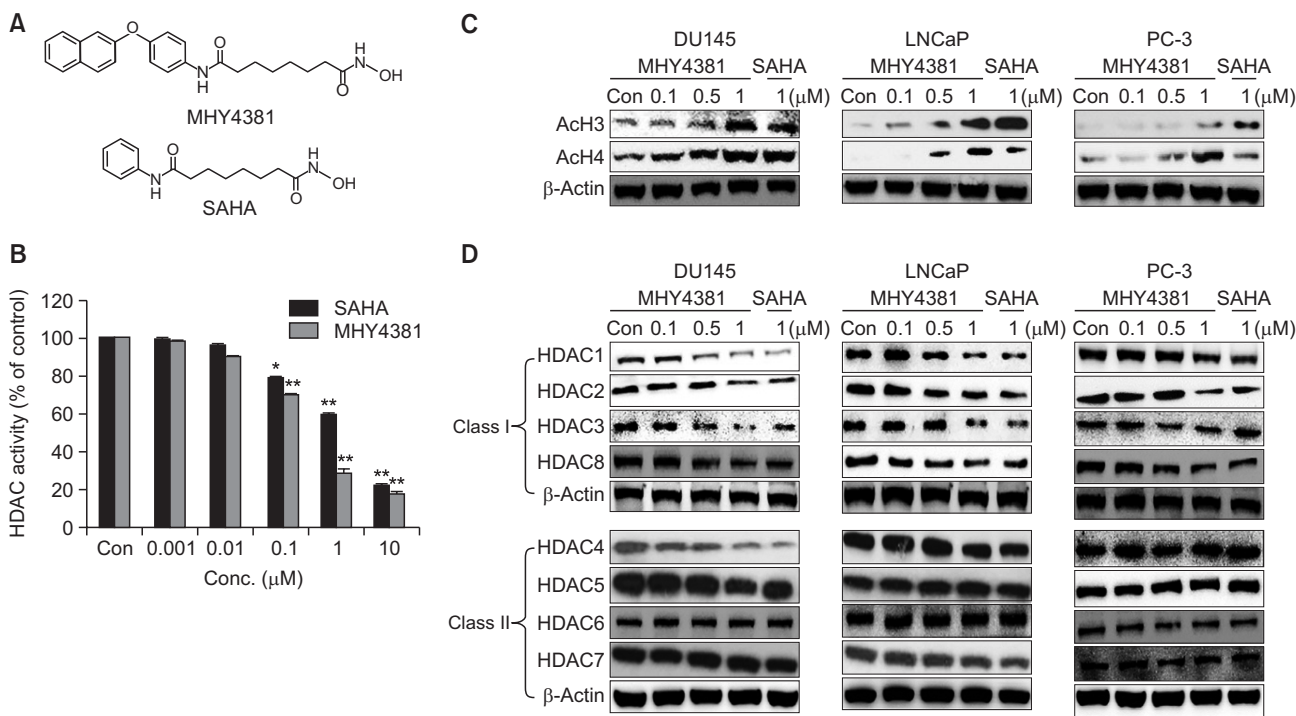 A
O
O
N
H
O
H
N
OH
MHY4381
O
N
H
O
H
N
OH
SAHA
B
HDAC activity (% of control)
120
100
80
60
40
20
0
SAHA
MHY4381
*
**
**
**
**
**
Con 0.001 0.01 0.1 1 10
Conc. (μM)
C
DU145 LNCaP PC-3
MHY4381 SAHA MHY4381 SAHA MHY4381 SAHA
Con 0.1 0.5 1 1 (μM) Con 0.1 0.5 1 1 (μM) Con 0.1 0.5 1 1 (μM)
AcH3
AcH4
β-Actin
D
DU145 LNCaP PC-3
MHY4381 SAHA MHY4381 SAHA MHY4381 SAHA
Con 0.1 0.5 1 1 (μM) Con 0.1 0.5 1 1 (μM) Con 0.1 0.5 1 1 (μM)
Class I
HDAC1
HDAC2
HDAC3
HDAC8
β-Actin
Class II
HDAC4
HDAC5
HDAC6
HDAC7
β-Actin